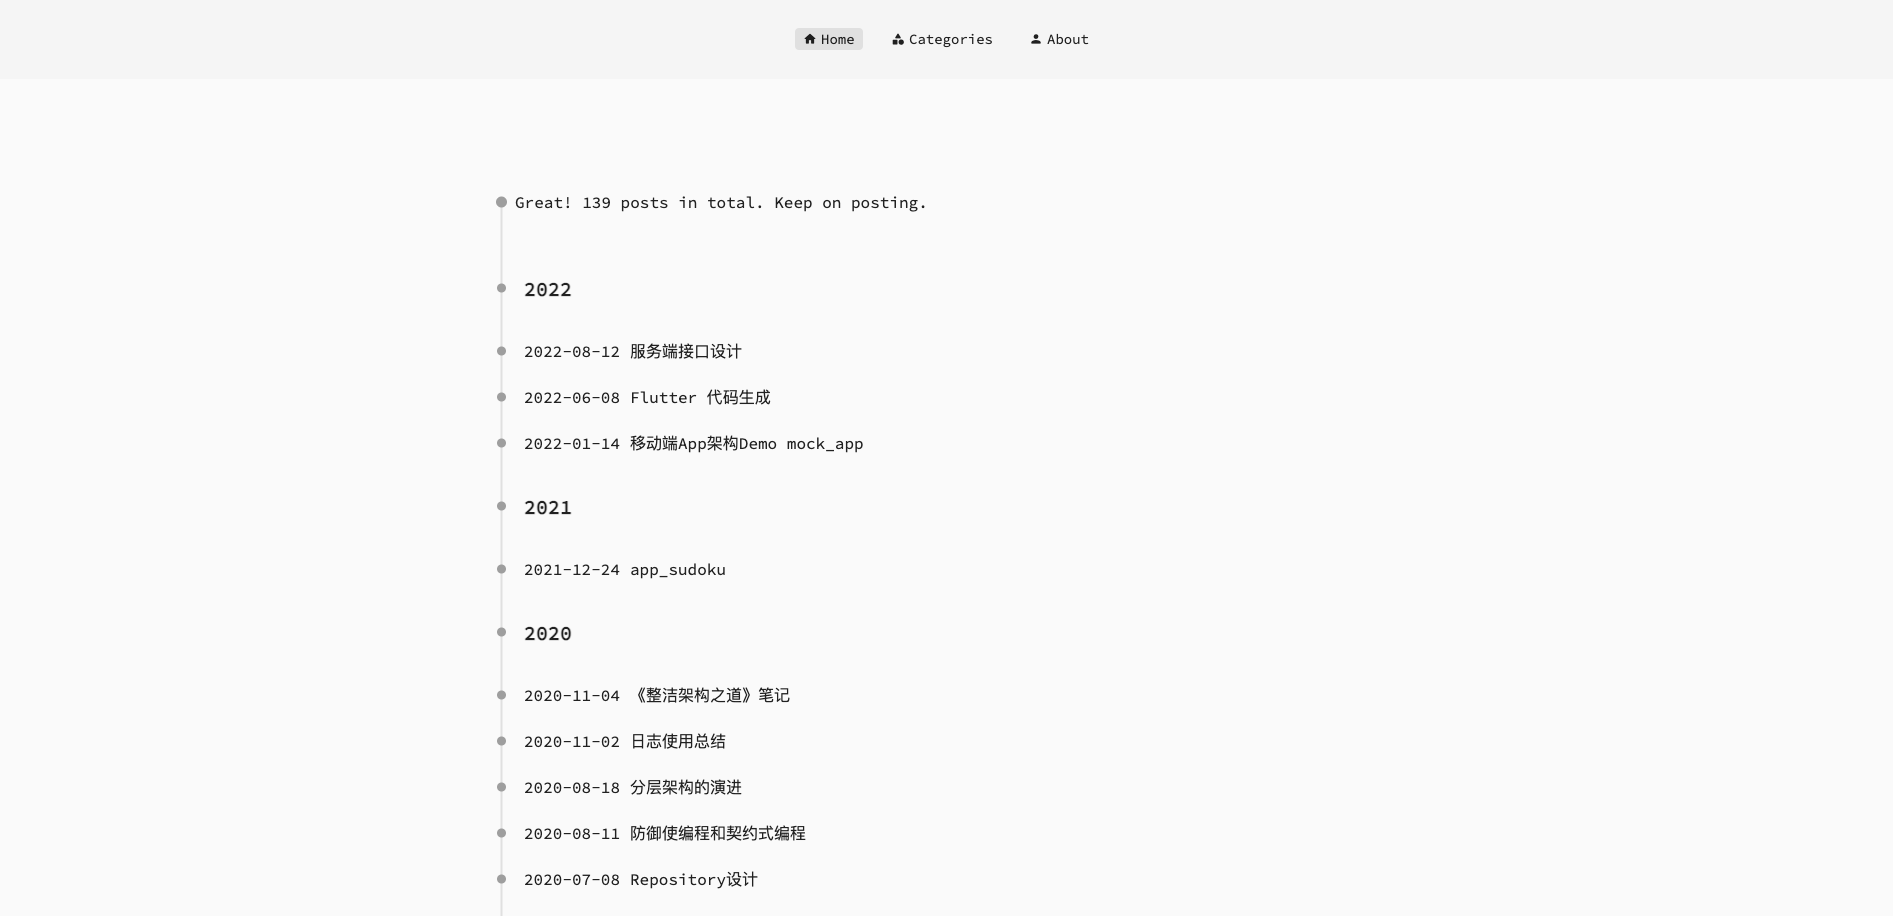 Home Categories About
Great! 139 posts in total. Keep on posting.
2022
2022-08-12 服务端接口设计
2022-06-08 Flutter 代码生成
2022-01-14 移动端App架构Demo mock_app
2021
2021-12-24 app_sudoku
2020
2020-11-04 《整洁架构之道》笔记
2020-11-02 日志使用总结
2020-08-18 分层架构的演进
2020-08-11 防御使编程和契约式编程
2020-07-08 Repository设计